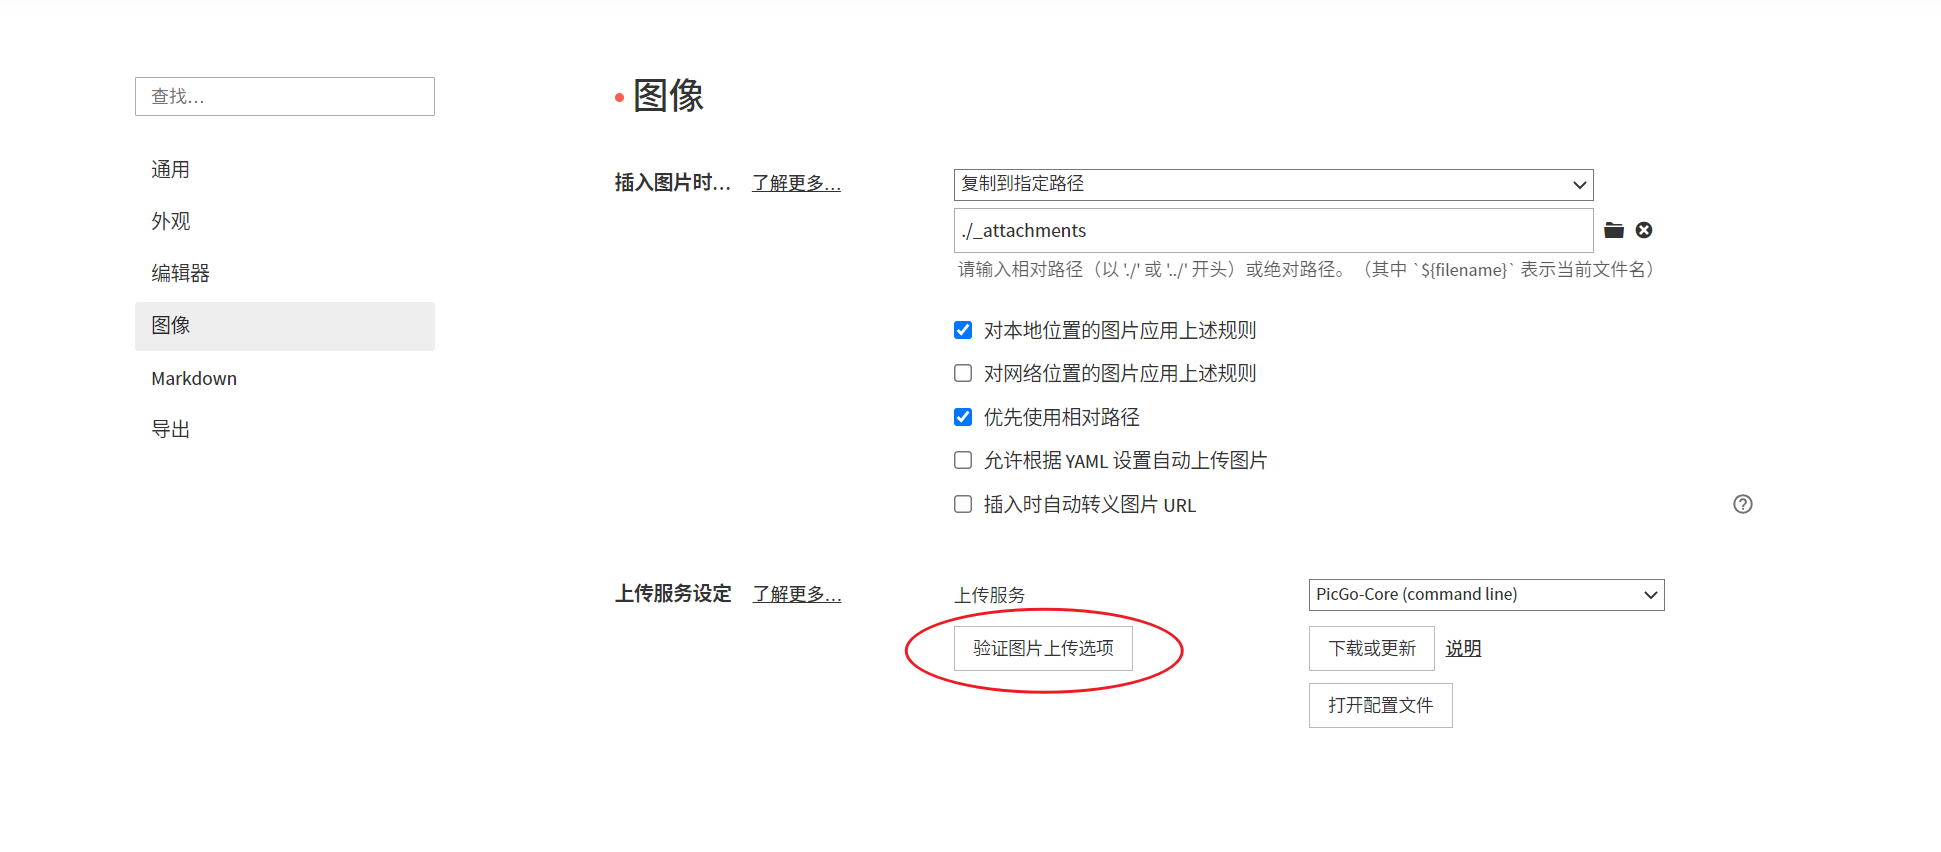 查找...
通用
外观
编辑器
图像
Markdown
导出
图像
插入图片时... 了解更多...
复制到指定路径
./_attachments
请输入相对路径（以 './' 或 '../' 开头）或绝对路径。（其中 `${filename}` 表示当前文件名）
对本地位置的图片应用上述规则
对网络位置的图片应用上述规则
优先使用相对路径
允许根据 YAML 设置自动上传图片
插入时自动转义图片 URL
上传服务设定 了解更多...
上传服务 PicGo-Core (command line)
验证图片上传选项 下载或更新 说明
打开配置文件